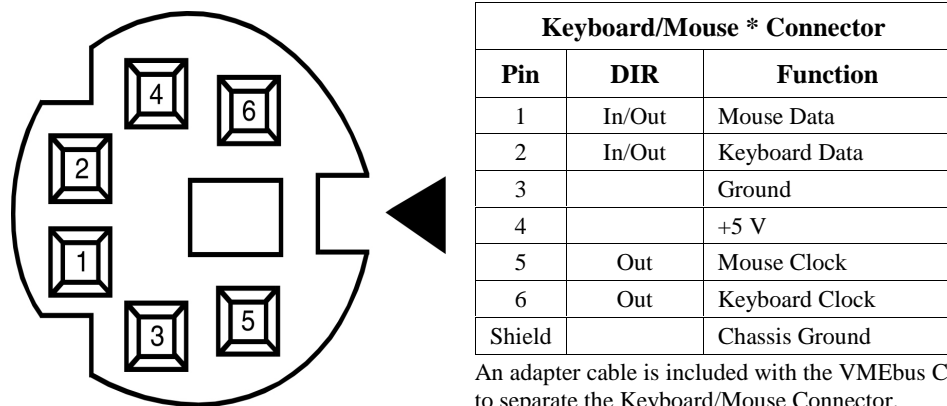 4
6
2
1
3
5
Keyboard/Mouse * Connector
Pin DIR Function
1 In/Out Mouse Data
2 In/Out Keyboard Data
3 Ground
4 +5 V
5 Out Mouse Clock
6 Out Keyboard Clock
Shield Chassis Ground
An adapter cable is included with the VMEbus
to separate the Keyboard/Mouse Connector.